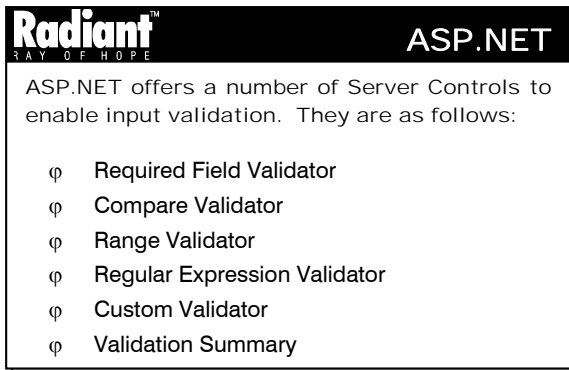 Radiant™
RAY OF HOPE
ASP.NET
ASP.NET offers a number of Server Controls to
enable input validation. They are as follows:
φ Required Field Validator
φ Compare Validator
φ Range Validator
φ Regular Expression Validator
φ Custom Validator
φ Validation Summary